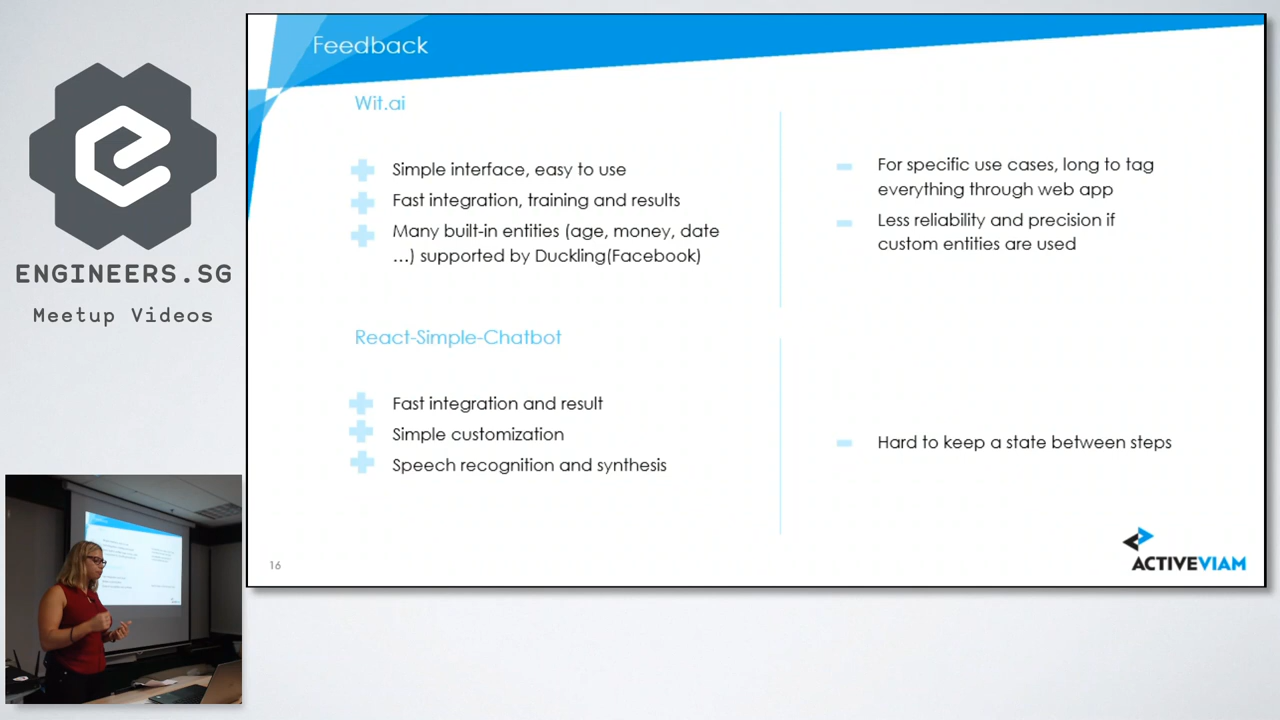 Feedback
Wit.ai
Simple interface, easy to use
Fast integration, training and results
Many built-in entities (age, money, date
...) supported by Duckling(Facebook)
For specific use cases, long to tag
everything through web app
Less reliability and precision if
custom entities are used
React-Simple-Chatbot
Fast integration and result
Simple customization
Speech recognition and synthesis
Hard to keep a state between steps
16
ACTIVEVIAM
ENGINEERS.SG
Meetup Videos